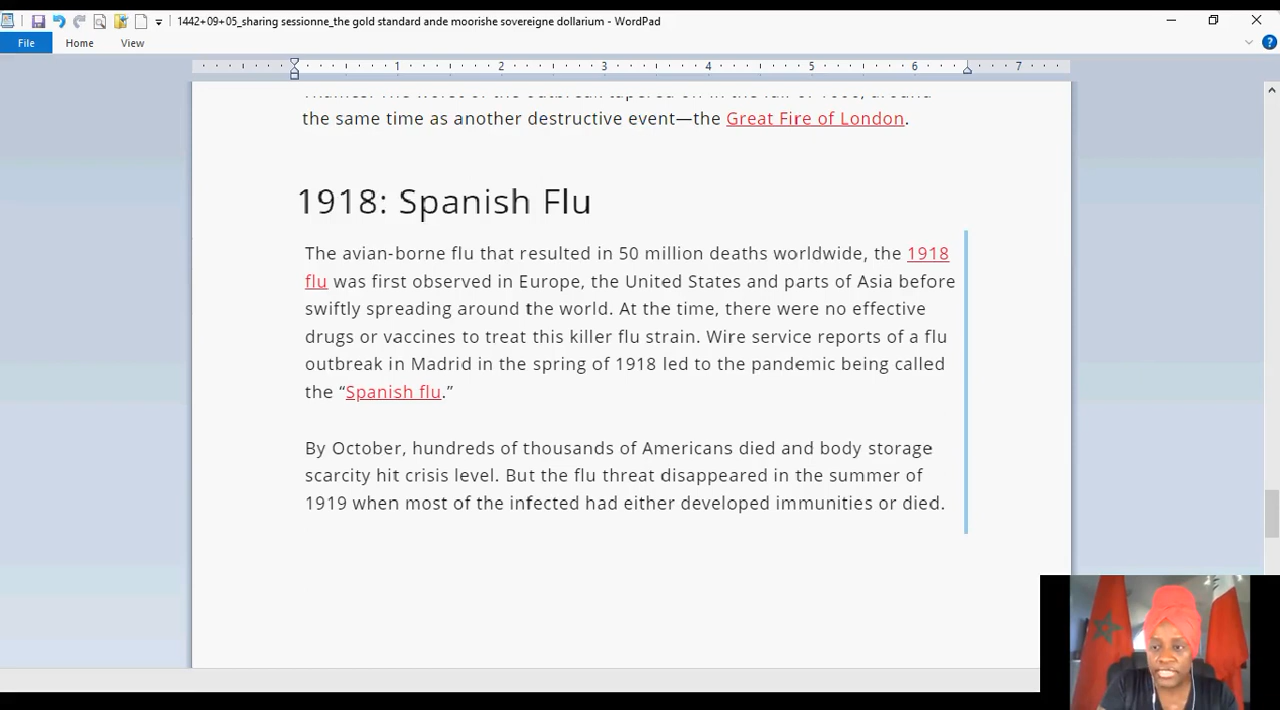 1442+09+05_sharing sessionne_the gold standard ande moorishe sovereigne dollarium - WordPad
File Home View
1 2 3 4 5 6 7
the same time as another destructive event—the Great Fire of London.
1918: Spanish Flu
The avian-borne flu that resulted in 50 million deaths worldwide, the 1918
flu was first observed in Europe, the United States and parts of Asia before
swiftly spreading around the world. At the time, there were no effective
drugs or vaccines to treat this killer flu strain. Wire service reports of a flu
outbreak in Madrid in the spring of 1918 led to the pandemic being called
the “Spanish flu.”
By October, hundreds of thousands of Americans died and body storage
scarcity hit crisis level. But the flu threat disappeared in the summer of
1919 when most of the infected had either developed immunities or died.